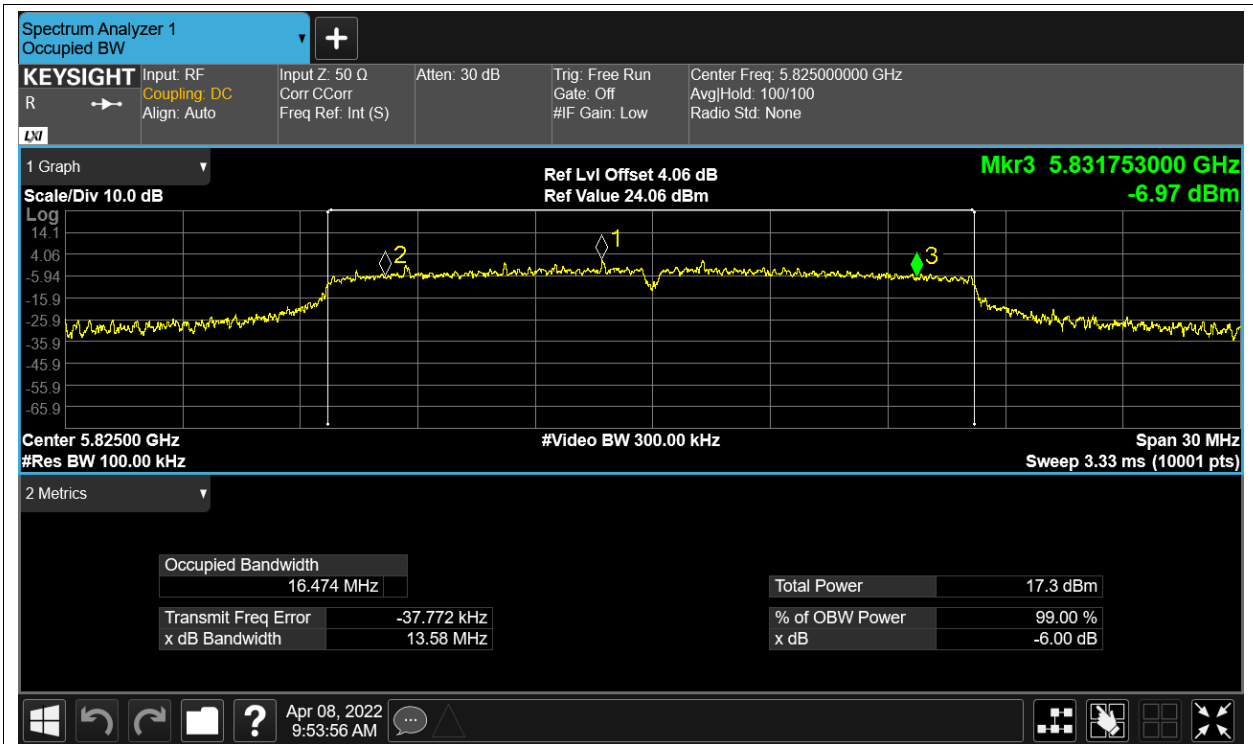 Spectrum Analyzer 1
Occupied BW
KEYSIGHT
R
LXI
Input: RF
Coupling: DC
Align: Auto
Input Z: 50 Ω
Corr CCorr
Freq Ref: Int (S)
Atten: 30 dB
Trig: Free Run
Gate: Off
#IF Gain: Low
Center Freq: 5.825000000 GHz
Avg|Hold: 100/100
Radio Std: None
1 Graph
Scale/Div 10.0 dB
Ref Lvl Offset 4.06 dB
Ref Value 24.06 dBm
Mkr3 5.831753000 GHz
-6.97 dBm
Log
14.1
4.06
-5.94
-15.9
-25.9
-35.9
-45.9
-55.9
-65.9
2
1
3
Center 5.82500 GHz
#Res BW 100.00 kHz
#Video BW 300.00 kHz
Span 30 MHz
Sweep 3.33 ms (10001 pts)
2 Metrics
Occupied Bandwidth
16.474 MHz
Transmit Freq Error -37.772 kHz
x dB Bandwidth 13.58 MHz
Total Power 17.3 dBm
% of OBW Power 99.00 %
x dB -6.00 dB
?
Apr 08, 2022
9:53:56 AM